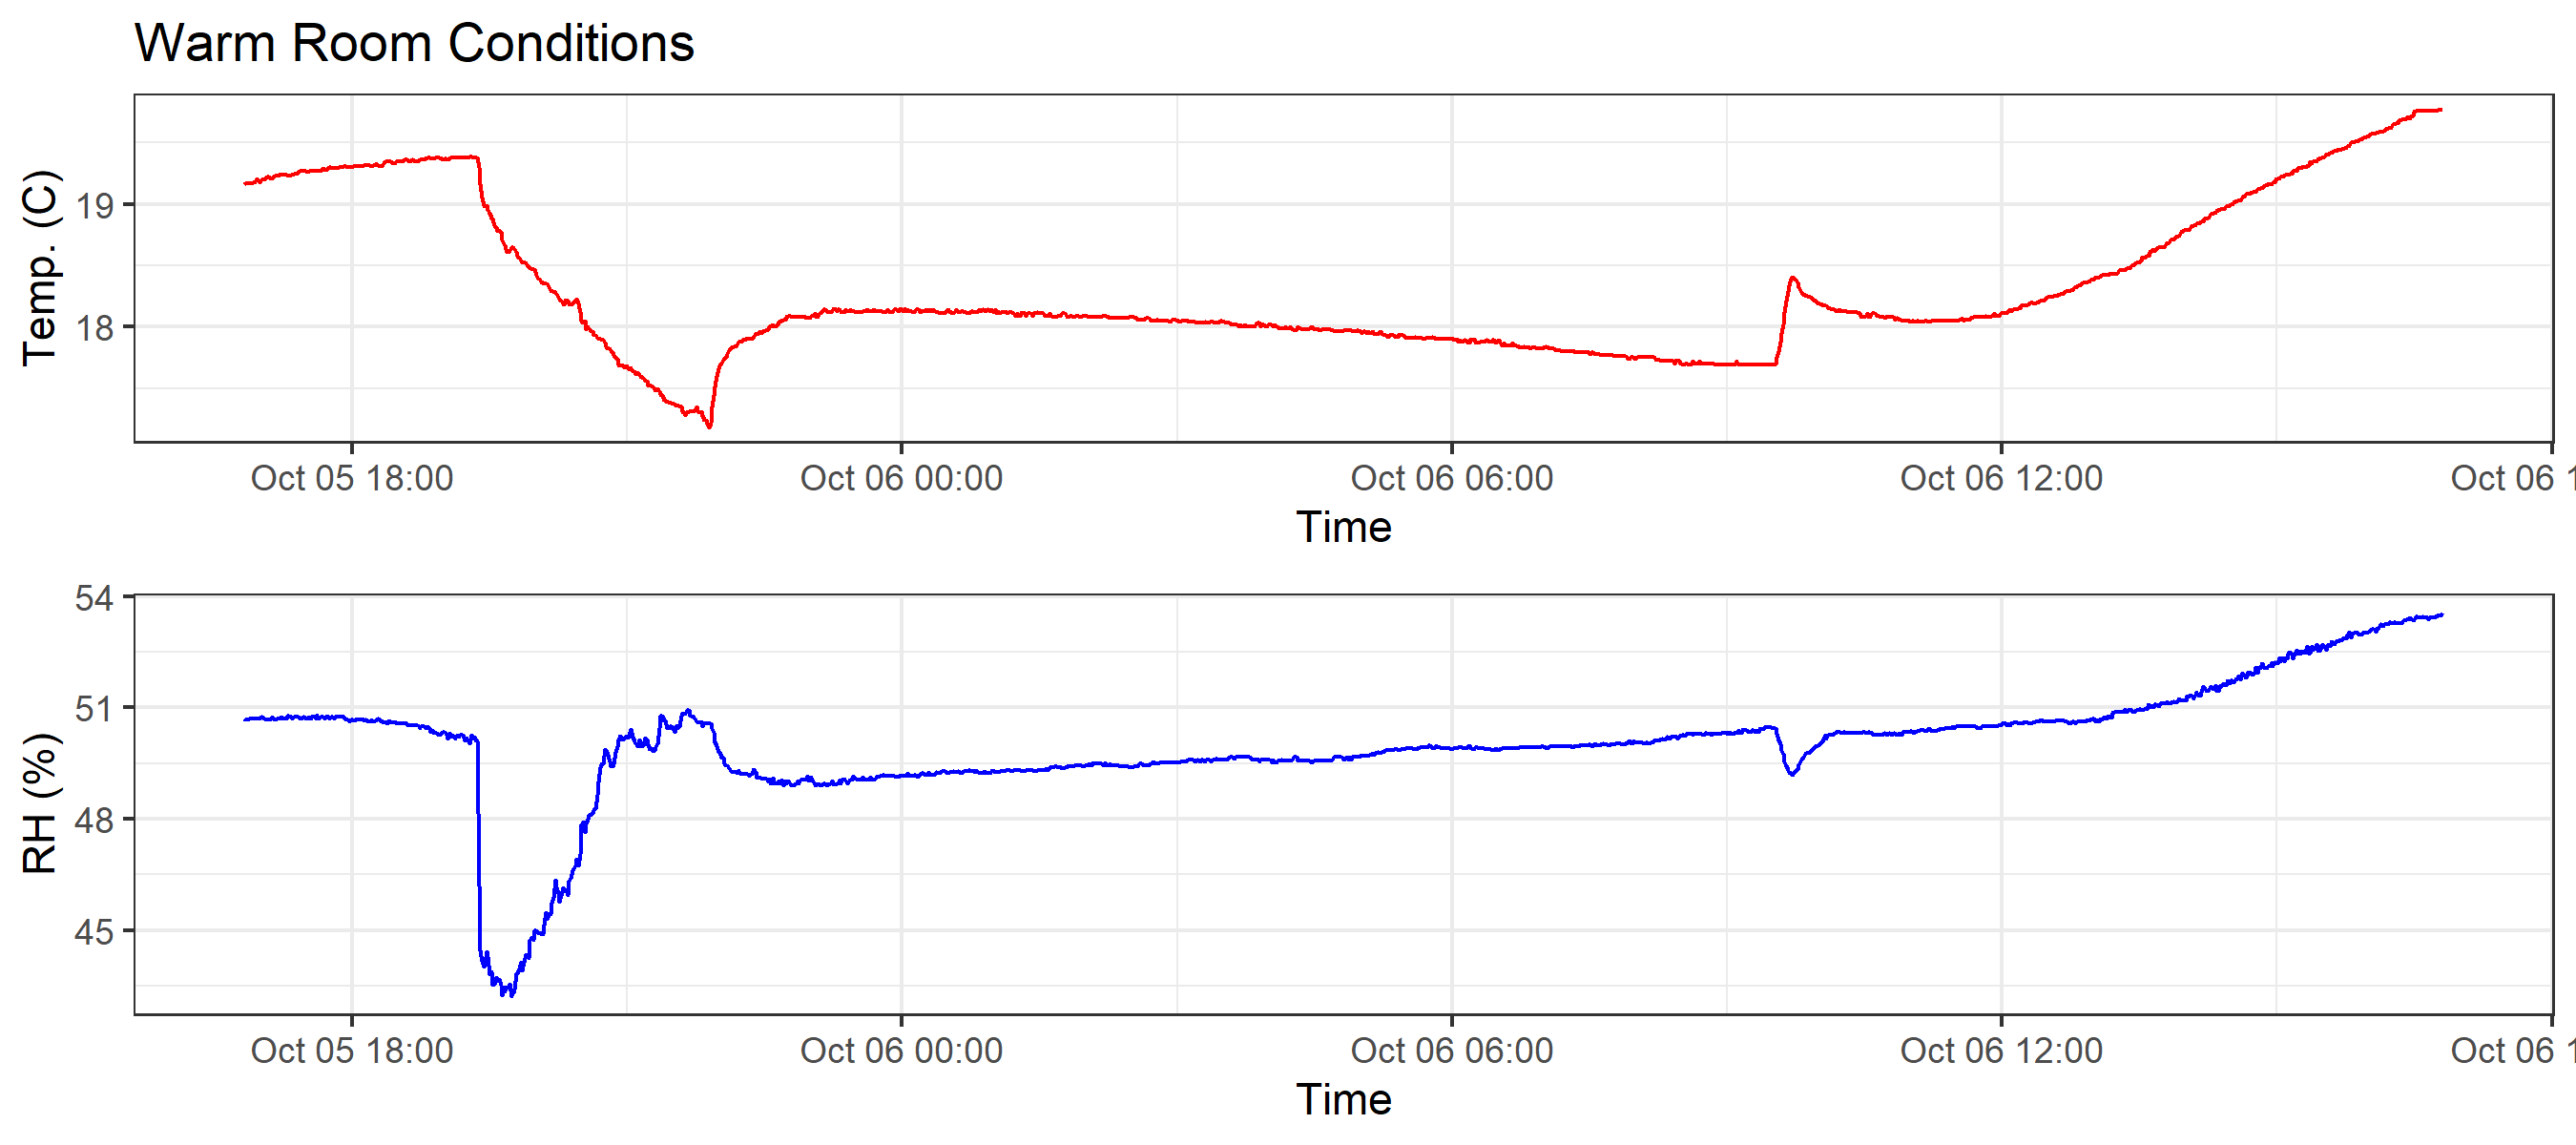 Warm Room Conditions
Temp. (C)
19
18
Oct 05 18:00 Oct 06 00:00 Oct 06 06:00 Oct 06 12:00 Oct 06 1
Time
RH (%)
54
51
48
45
Oct 05 18:00 Oct 06 00:00 Oct 06 06:00 Oct 06 12:00 Oct 06 1
Time